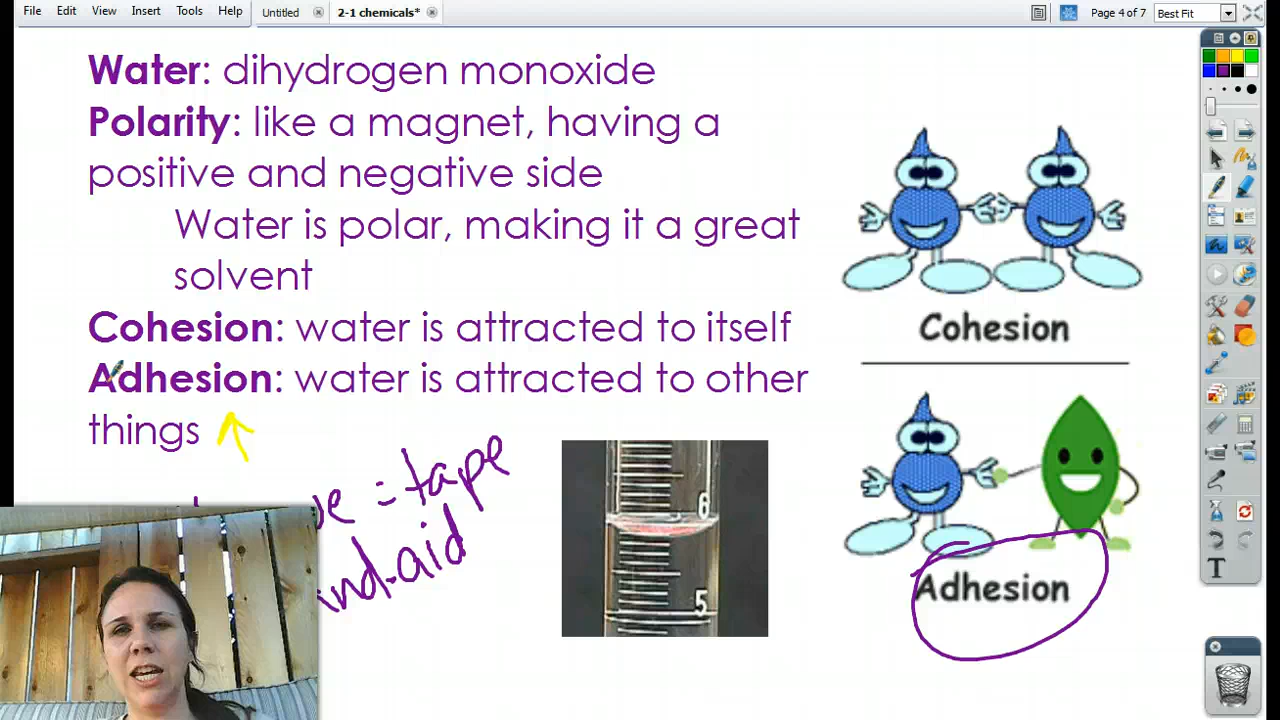 File Edit View Insert Tools Help Untitled 2-1 chemicals* Page 4 of 7 Best Fit
Water: dihydrogen monoxide
Polarity: like a magnet, having a
positive and negative side
Water is polar, making it a great
solvent
Cohesion: water is attracted to itself
Adhesion: water is attracted to other
things
= tape
nd-aid
6
5
Cohesion
Adhesion
T